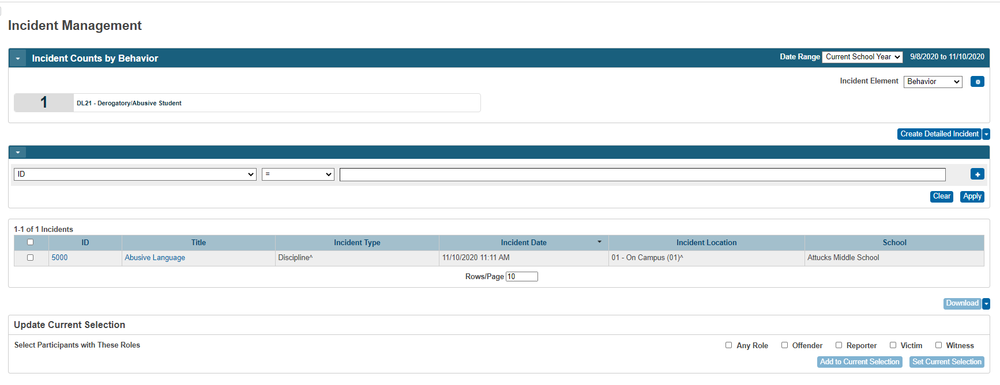 Incident Management
Incident Counts by Behavior
Date Range Current School Year 9/8/2020 to 11/10/2020
Incident Element Behavior
1 DL21 - Derogatory/Abusive Student
Create Detailed Incident
ID =
Clear Apply
1-1 of 1 Incidents
ID Title Incident Type Incident Date Incident Location School
5000 Abusive Language Discipline^ 11/10/2020 11:11 AM 01 - On Campus (01)^ Attucks Middle School
Rows/Page 10
Download
Update Current Selection
Select Participants with These Roles Any Role Offender Reporter Victim Witness
Add to Current Selection Set Current Selection